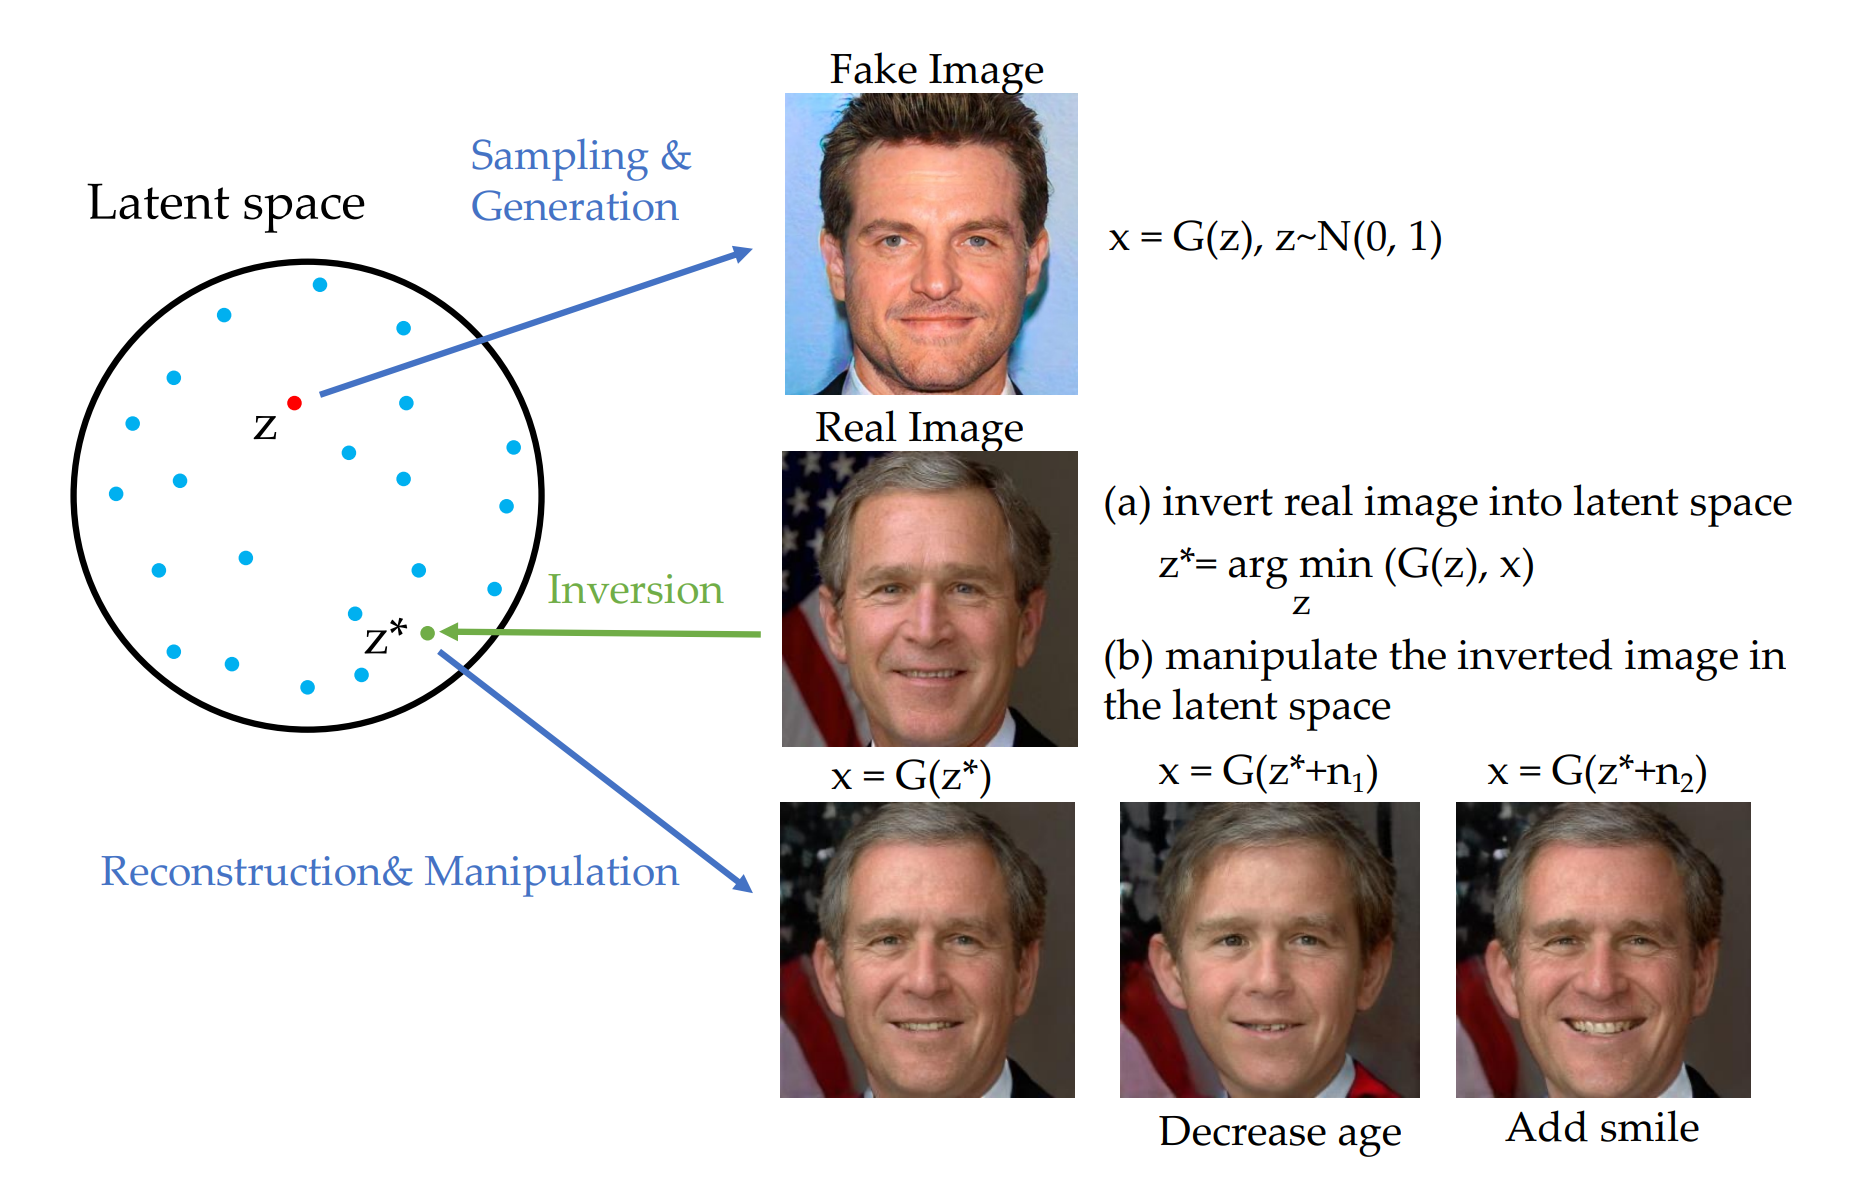 Fake Image
Sampling &
Generation
Latent space
x = G(z), z~N(0, 1)
z
Real Image
(a) invert real image into latent space
z*= arg min (G(z), x)
z
Inversion
z*
(b) manipulate the inverted image in
the latent space
x = G(z*)
x = G(z*+n₁)
x = G(z*+n₂)
Reconstruction& Manipulation
Decrease age
Add smile